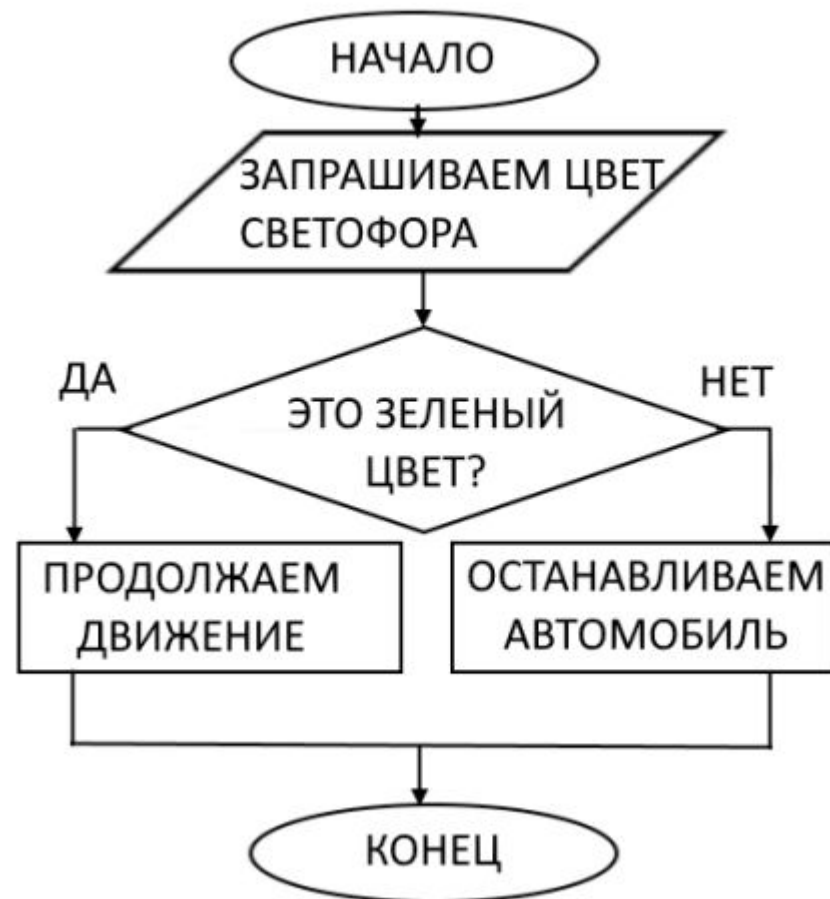 НАЧАЛО
ЗАПРАШИВАЕМ ЦВЕТ
СВЕТОФОРА
ДА
НЕТ
ЭТО ЗЕЛЕНЫЙ
ЦВЕТ?
ПРОДОЛЖАЕМ
ДВИЖЕНИЕ
ОСТАНАВЛИВАЕМ
АВТОМОБИЛЬ
КОНЕЦ